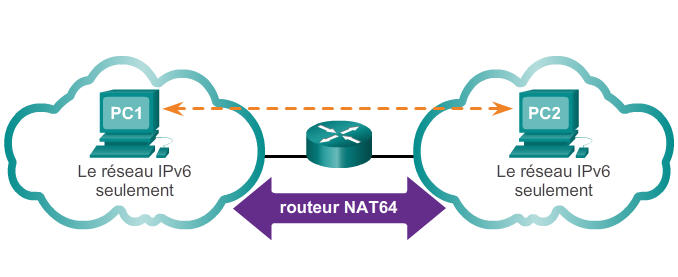 PC1
PC2
Le réseau IPv6
seulement
Le réseau IPv6
seulement
routeur NAT64